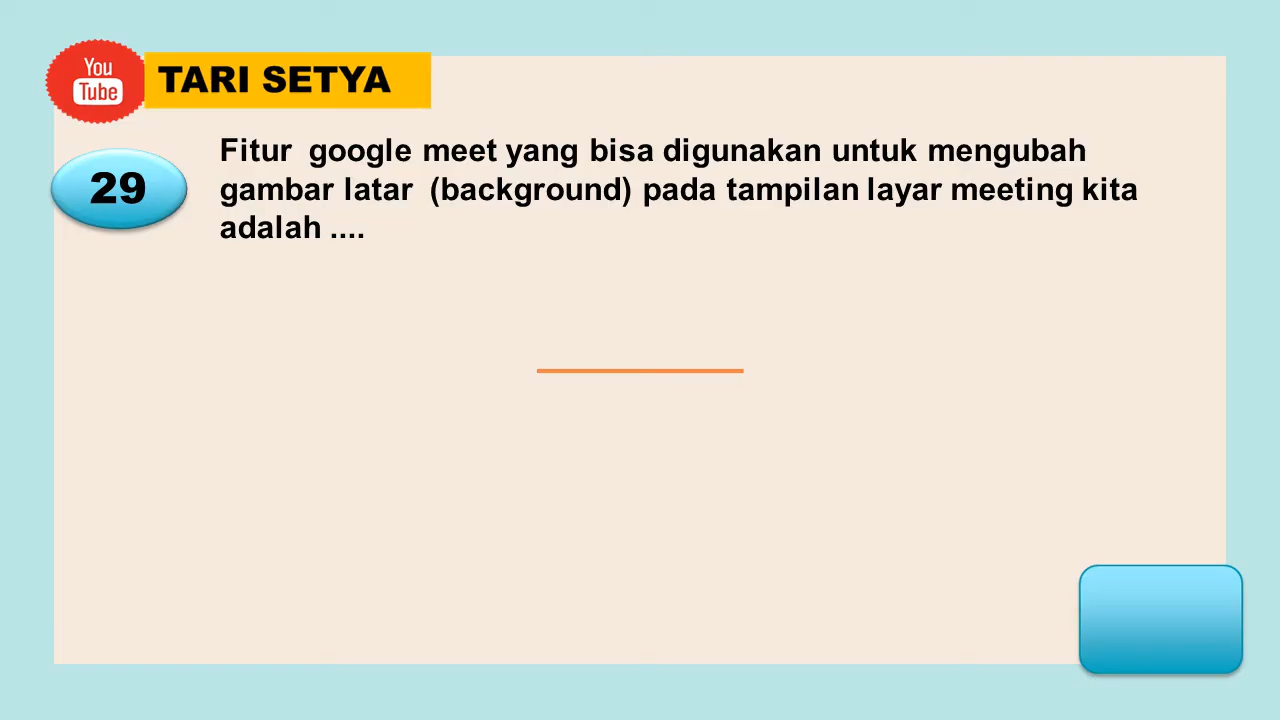 You
Tube
TARI SETYA
29
Fitur  google meet yang bisa digunakan untuk mengubah
gambar latar  (background) pada tampilan layar meeting kita
adalah ....